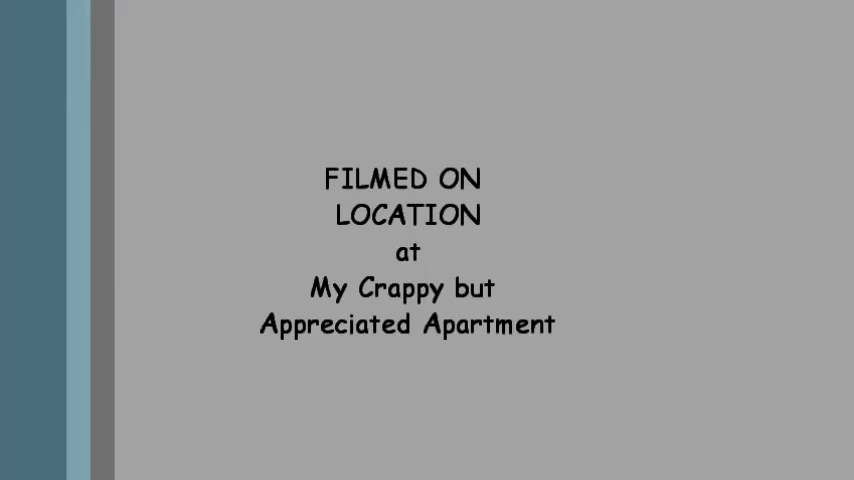 FILMED ON
LOCATION
at
My Crappy but
Appreciated Apartment